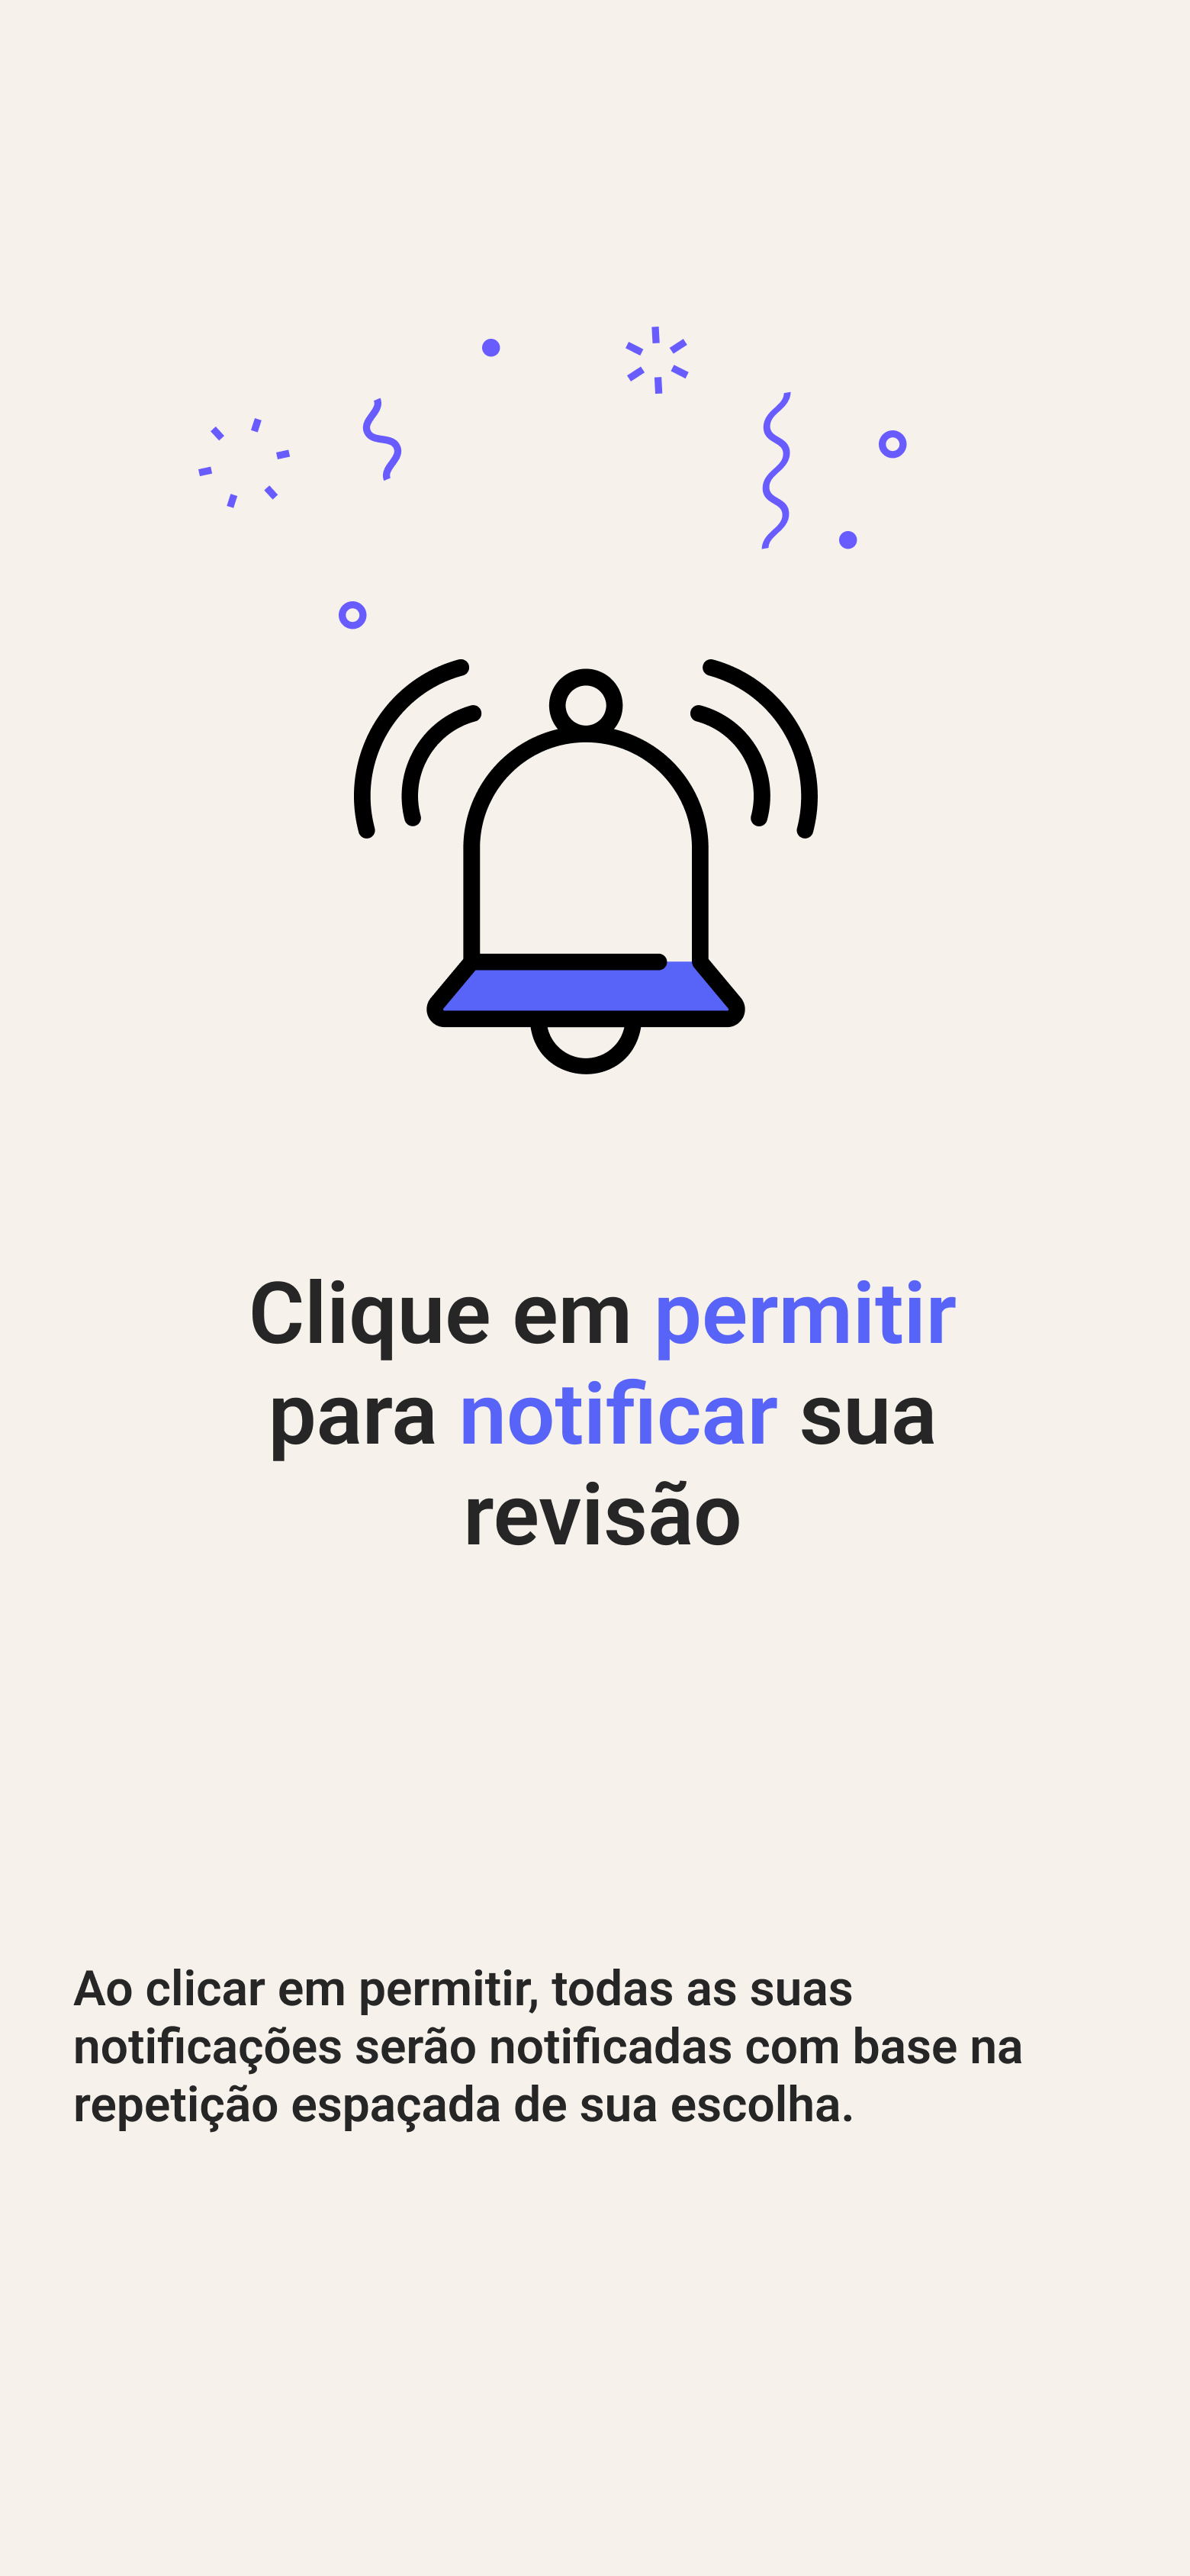 Clique em permitir
para notificar sua
revisão
Ao clicar em permitir, todas as suas
notificações serão notificadas com base na
repetição espaçada de sua escolha.